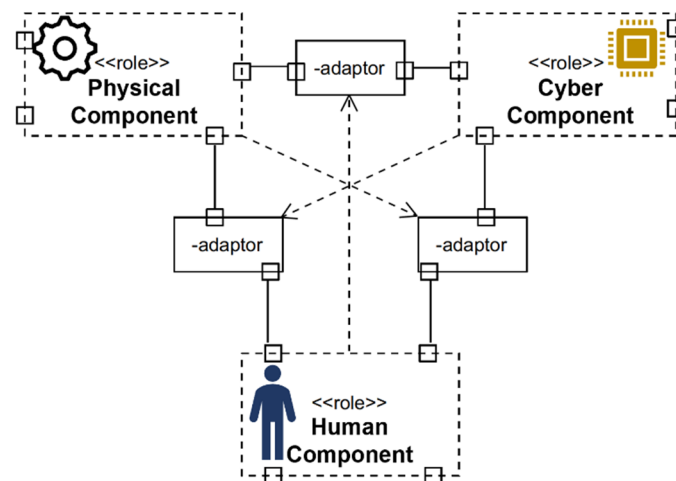 <<role>>
Physical
Component
-adaptor
<<role>>
Cyber
Component
-adaptor
-adaptor
<<role>>
Human
Component